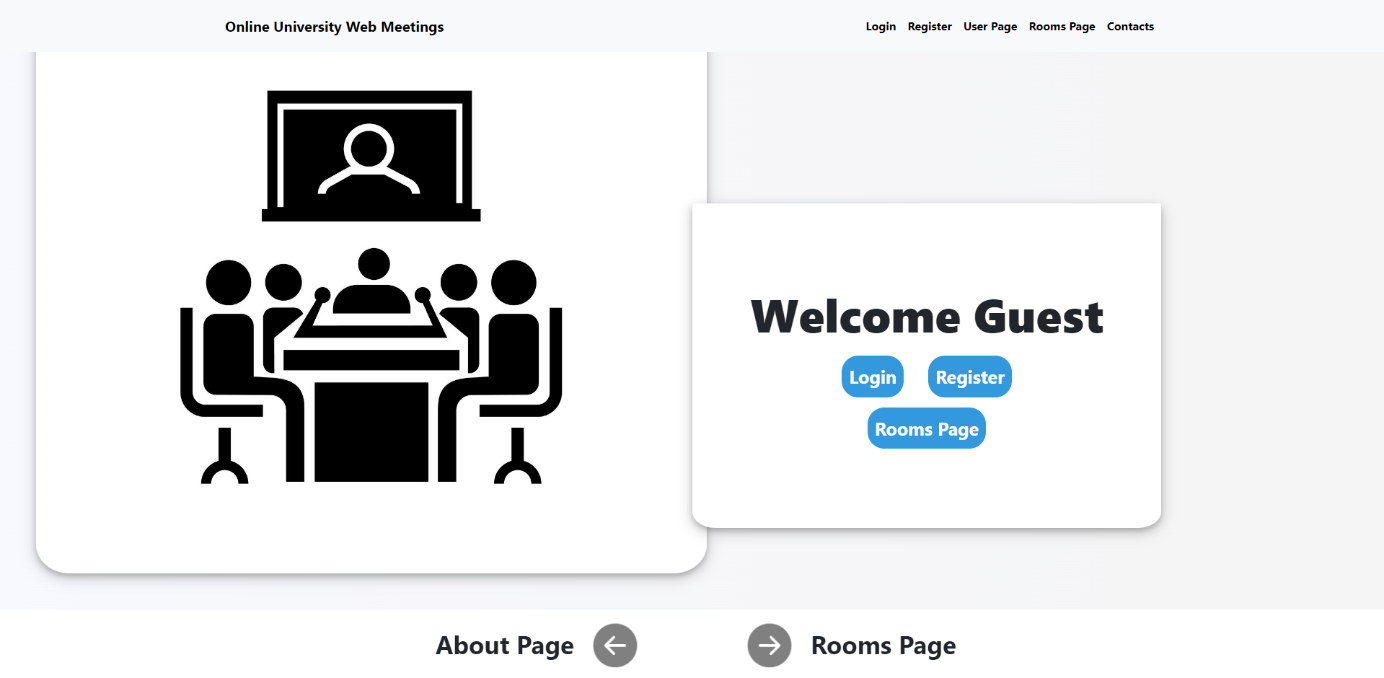 Online University Web Meetings
Login Register User Page Rooms Page Contacts
Welcome Guest
Login Register
Rooms Page
About Page Rooms Page